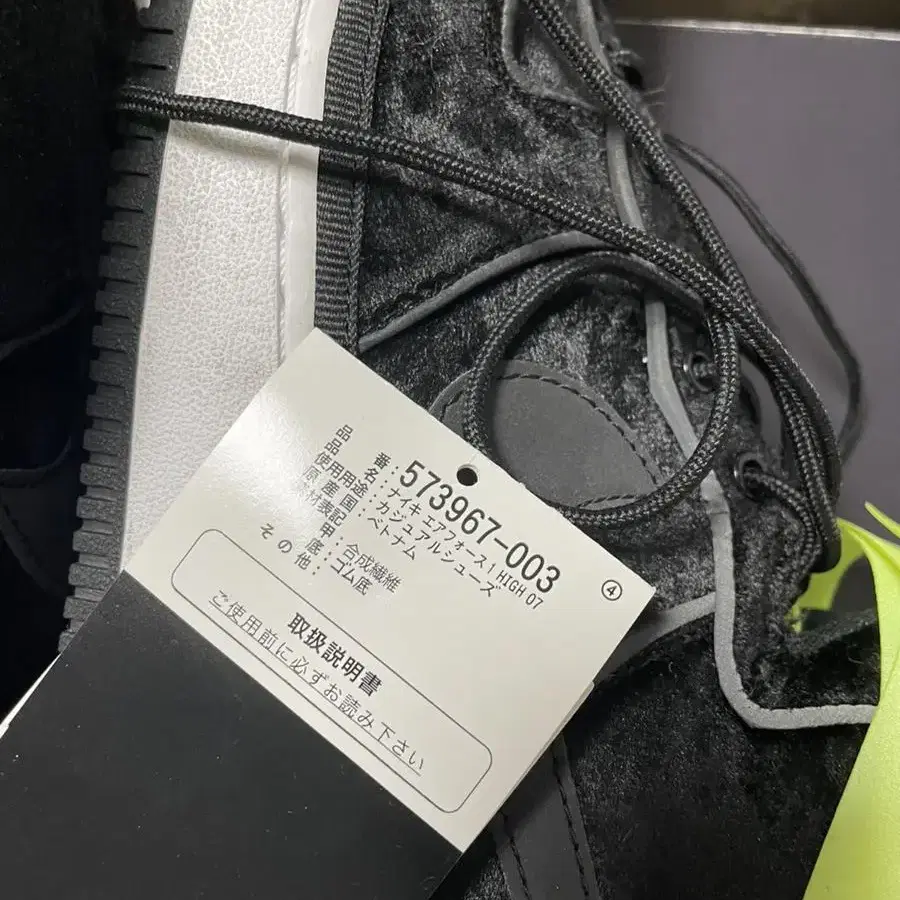 品番：573967-003
品名：ナイキ エアフォース 1 HIGH 07
使用用途：カジュアルシューズ
原産国：ベトナム
材表記
甲：合成繊維
底：ゴム底
その他：
④
取扱説明書
ご使用前に必ずお読み下さい